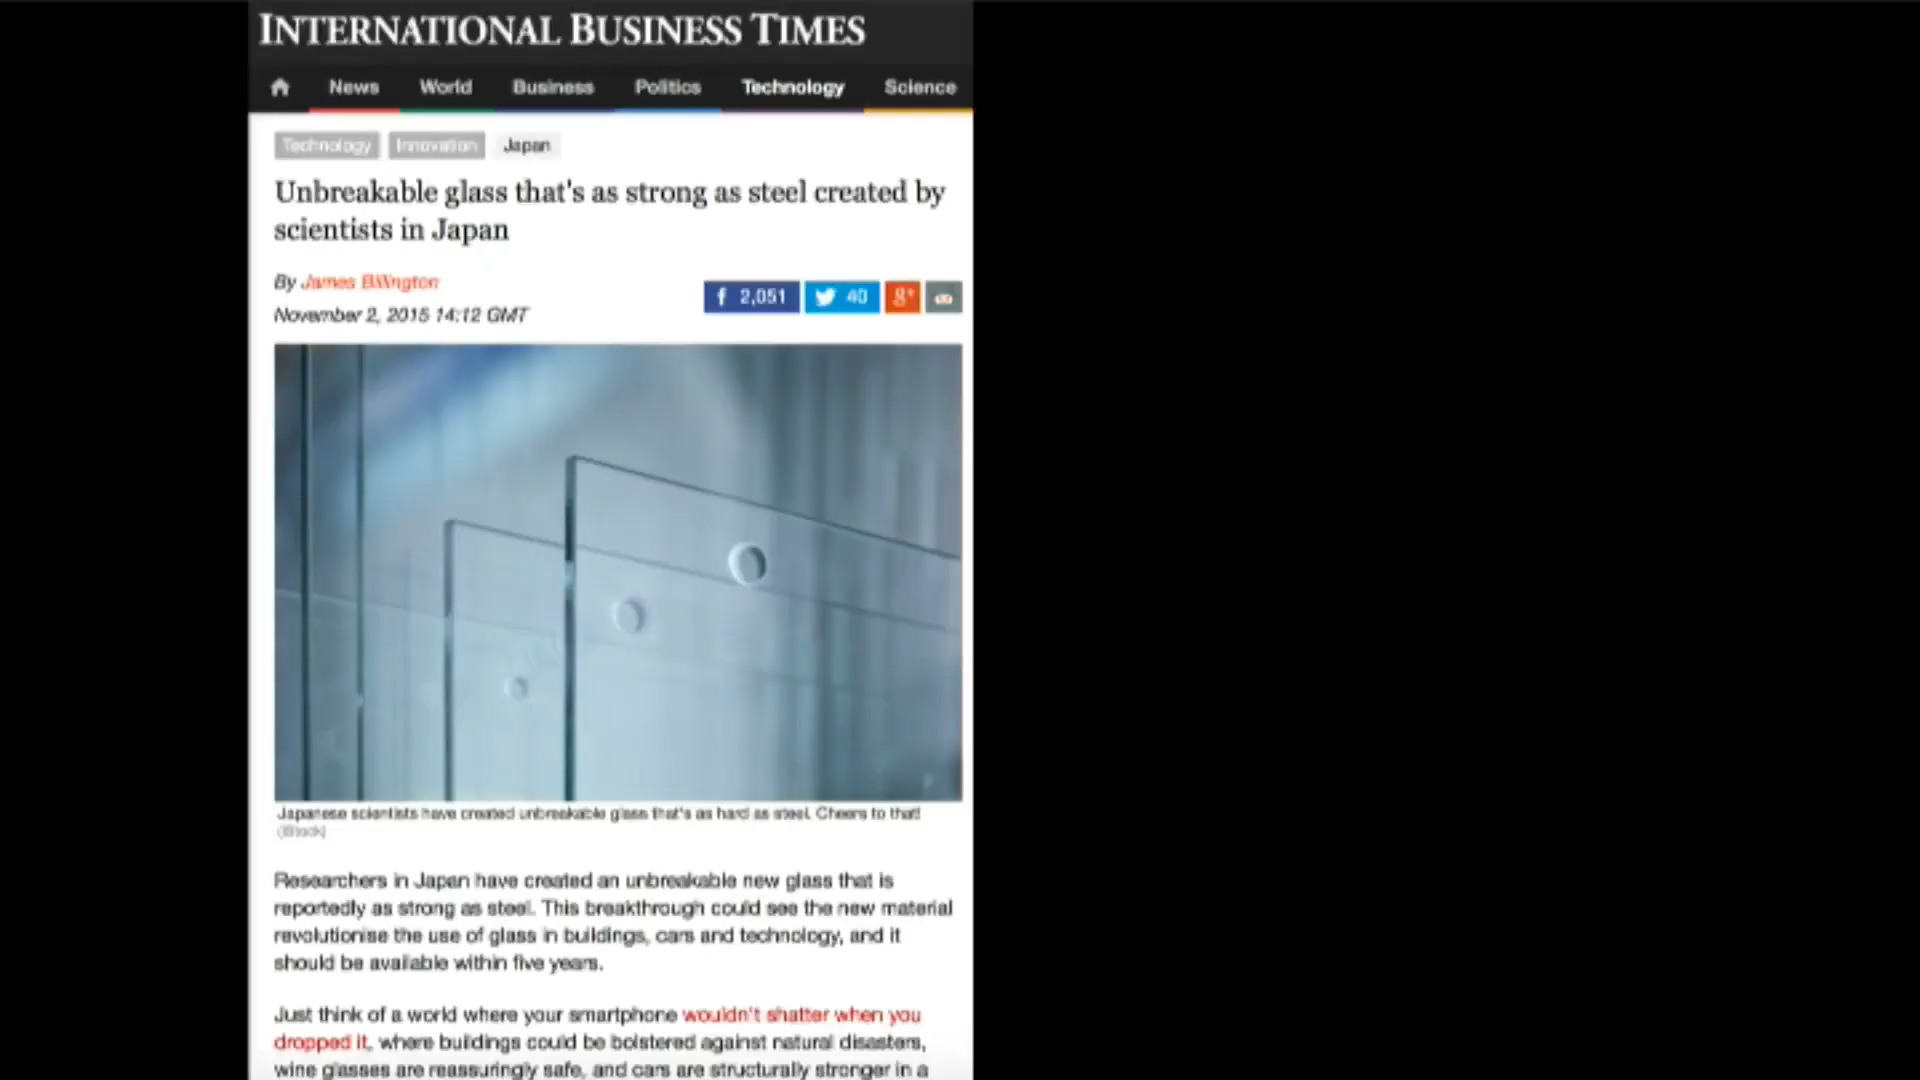 INTERNATIONAL BUSINESS TIMES
News World Business Politics Technology Science
Technology Innovation Japan
Unbreakable glass that's as strong as steel created by
scientists in Japan
By James Billington
November 2, 2015 14:12 GMT
f 2,051 40 g+
Japanese scientists have created unbreakable glass that's as hard as steel. Cheers to that!
(iStock)
Researchers in Japan have created an unbreakable new glass that is
reportedly as strong as steel. This breakthrough could see the new material
revolutionise the use of glass in buildings, cars and technology, and it
should be available within five years.
Just think of a world where your smartphone wouldn't shatter when you
dropped it, where buildings could be bolstered against natural disasters,
wine glasses are reassuringly safe, and cars are structurally stronger in a